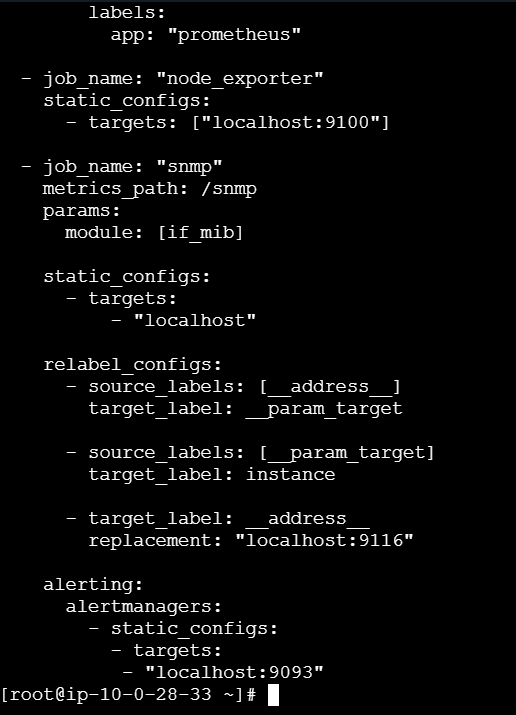 labels:
          app: "prometheus"

  - job_name: "node_exporter"
    static_configs:
      - targets: ["localhost:9100"]

  - job_name: "snmp"
    metrics_path: /snmp
    params:
      module: [if_mib]

    static_configs:
      - targets:
          - "localhost"

    relabel_configs:
      - source_labels: [__address__]
        target_label: __param_target

      - source_labels: [__param_target]
        target_label: instance

      - target_label: __address__
        replacement: "localhost:9116"

    alerting:
      alertmanagers:
        - static_configs:
          - targets:
           - "localhost:9093"
[root@ip-10-0-28-33 ~]#